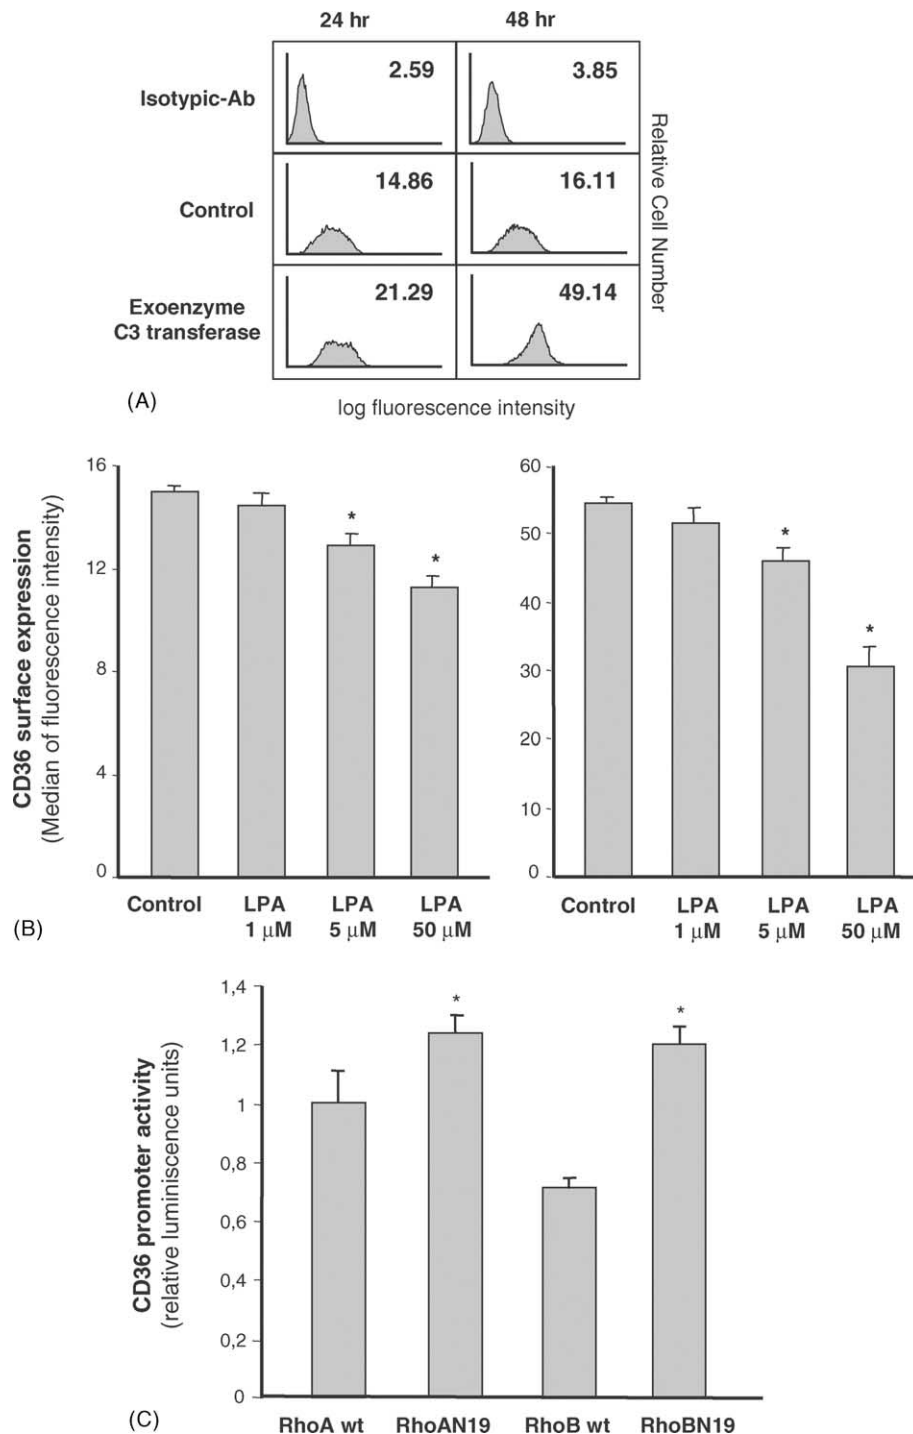 24 hr 48 hr
Isotypic-Ab 2.59 3.85
Control 14.86 16.11
Exoenzyme
C3 transferase 21.29 49.14
Relative Cell Number
(A) log fluorescence intensity
CD36 surface expression
(Median of fluorescence intensity)
16
12
8
4
0
* *
Control LPA LPA LPA
1 μM 5 μM 50 μM
60
50
40
30
20
10
0
* *
Control LPA LPA LPA
1 μM 5 μM 50 μM
(B)
CD36 promoter activity
(relative luminiscence units)
1,4
1,2
1
0,8
0,6
0,4
0,2
0
* *
RhoA wt RhoAN19 RhoB wt RhoBN19
(C)